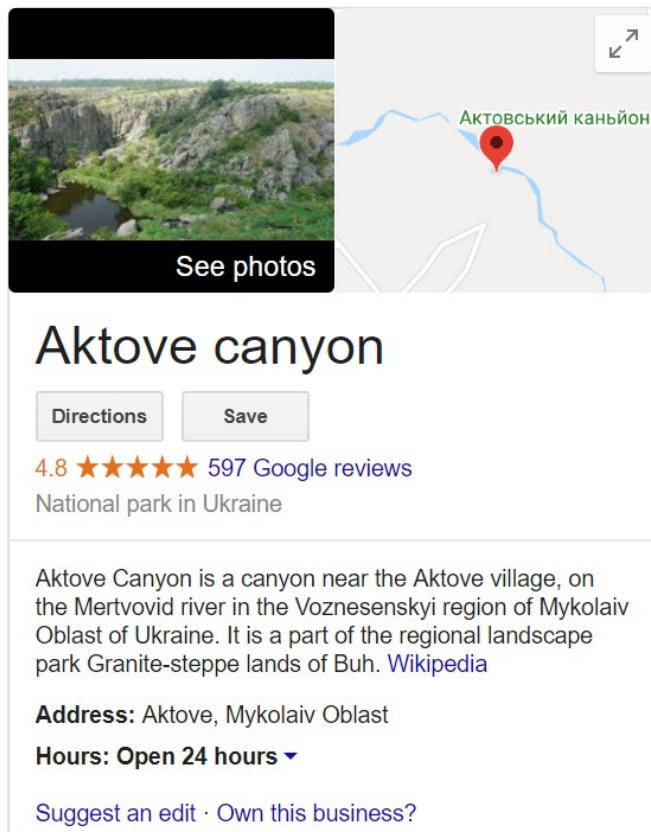 Актовський каньйон
See photos
Aktove canyon
Directions Save
4.8 ★★★★★ 597 Google reviews
National park in Ukraine
Aktove Canyon is a canyon near the Aktove village, on
the Mertvovid river in the Voznesenskyi region of Mykolaiv
Oblast of Ukraine. It is a part of the regional landscape
park Granite-steppe lands of Buh. Wikipedia
Address: Aktove, Mykolaiv Oblast
Hours: Open 24 hours
Suggest an edit · Own this business?